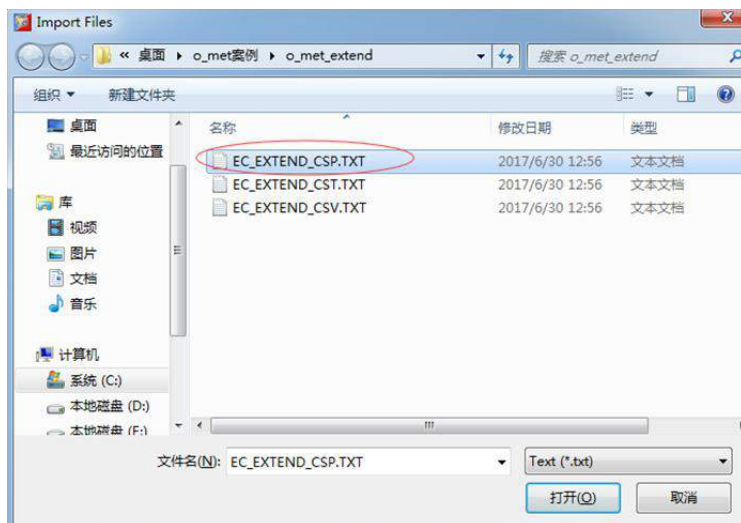 Import Files
« 桌面 ▸ o_met案例 ▸ o_met_extend
搜索 o_met_extend
组织 新建文件夹
桌面
最近访问的位置
库
视频
图片
文档
音乐
计算机
系统 (C:)
本地磁盘 (D:)
本地磁盘 (E:)
名称 修改日期 类型
EC_EXTEND_CSP.TXT 2017/6/30 12:56 文本文档
EC_EXTEND_CST.TXT 2017/6/30 12:56 文本文档
EC_EXTEND_CSV.TXT 2017/6/30 12:56 文本文档
文件名(N): EC_EXTEND_CSP.TXT Text (*.txt)
打开(O) 取消